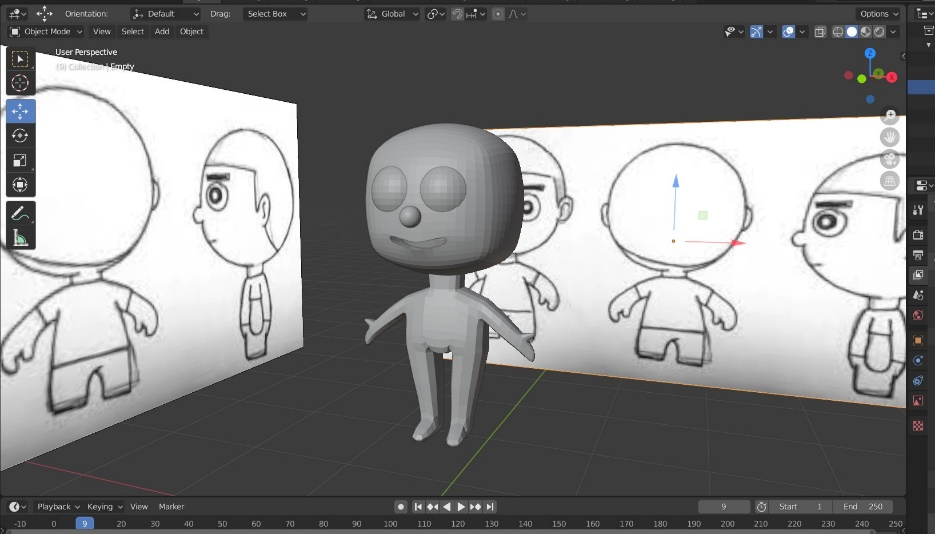 Orientation: Default Drag: Select Box Global Options
Object Mode View Select Add Object
User Perspective
(9) Collection | Empty
Z
Y
X
Playback Keying View Marker 9 Start 1 End 250
-10 0 9 20 30 40 50 60 70 80 90 100 110 120 130 140 150 160 170 180 190 200 210 220 230 240 250